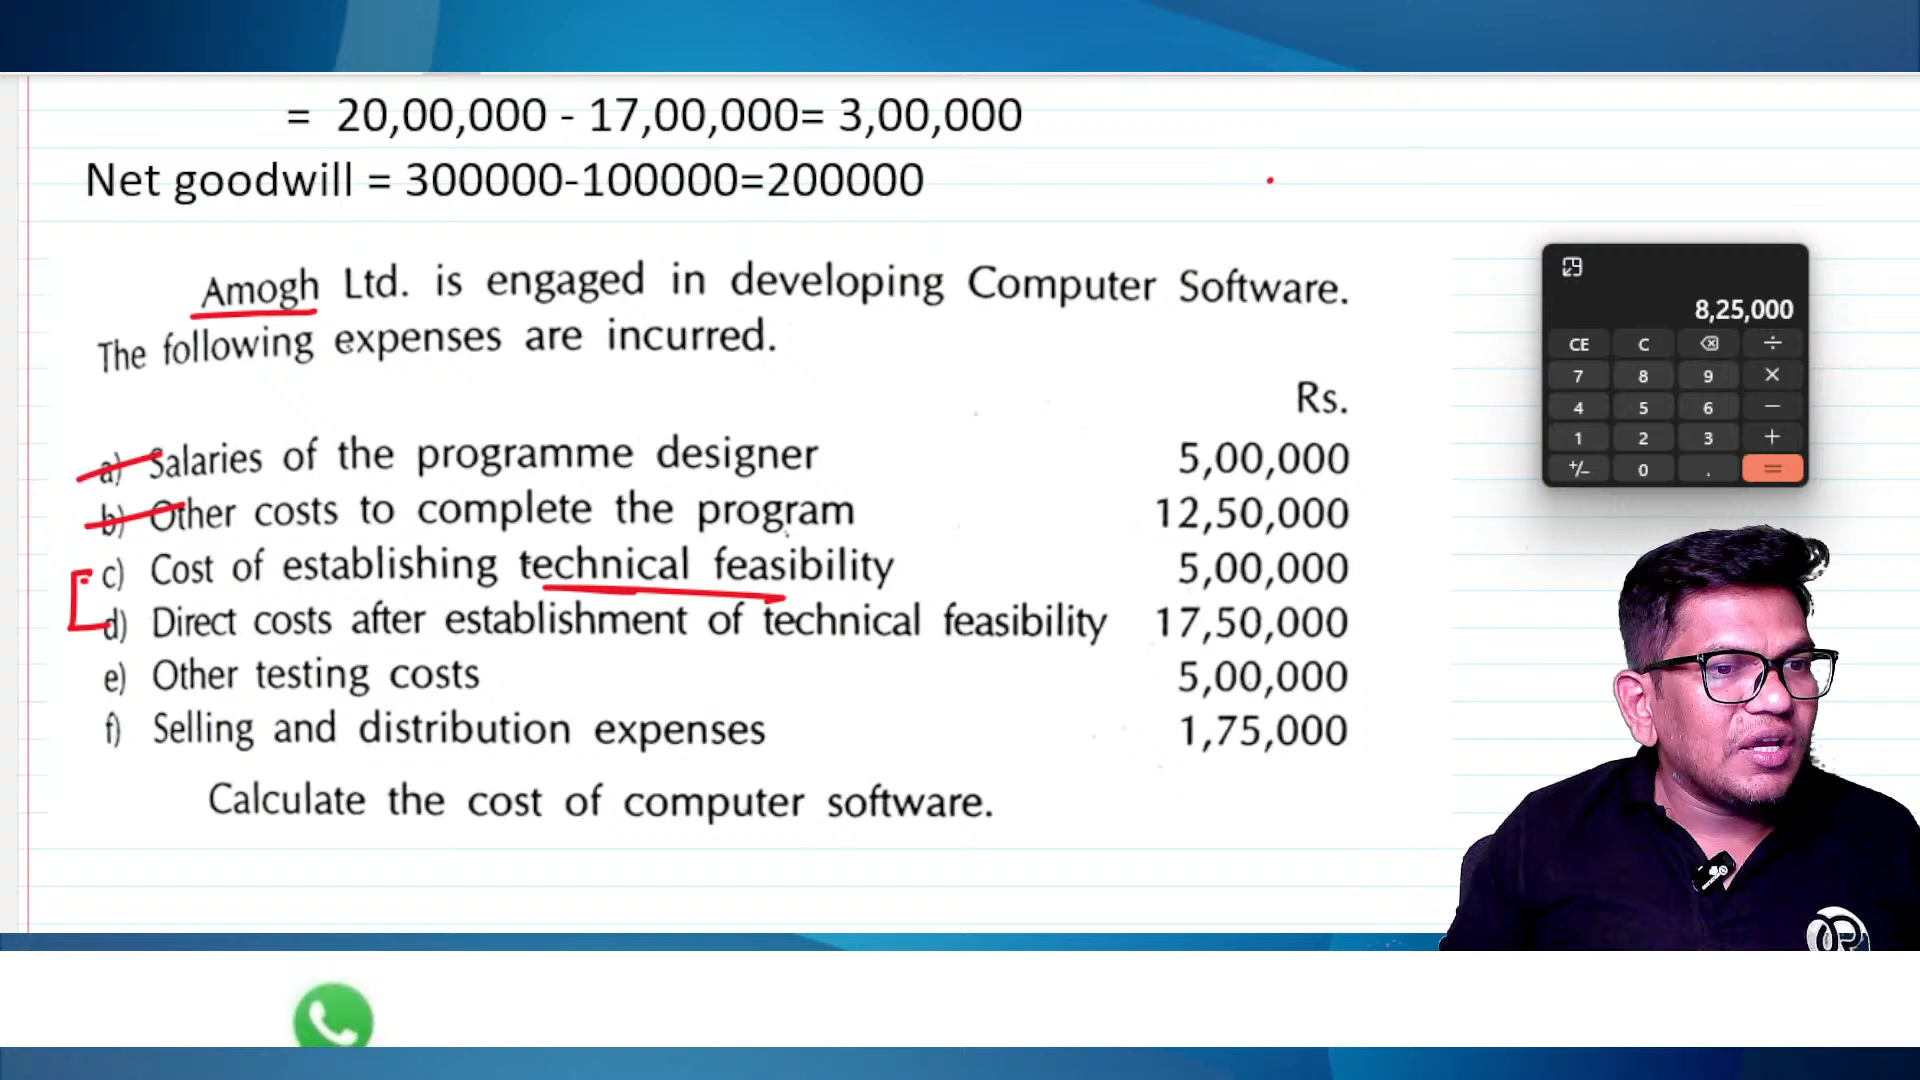 = 20,00,000 - 17,00,000= 3,00,000
Net goodwill = 300000-100000=200000
Amogh Ltd. is engaged in developing Computer Software.
The following expenses are incurred.
Rs.
a) Salaries of the programme designer 5,00,000
b) Other costs to complete the program 12,50,000
c) Cost of establishing technical feasibility 5,00,000
d) Direct costs after establishment of technical feasibility 17,50,000
e) Other testing costs 5,00,000
f) Selling and distribution expenses 1,75,000
Calculate the cost of computer software.
8,25,000
CE C ÷
7 8 9 ×
4 5 6 −
1 2 3 +
+/− 0 . =